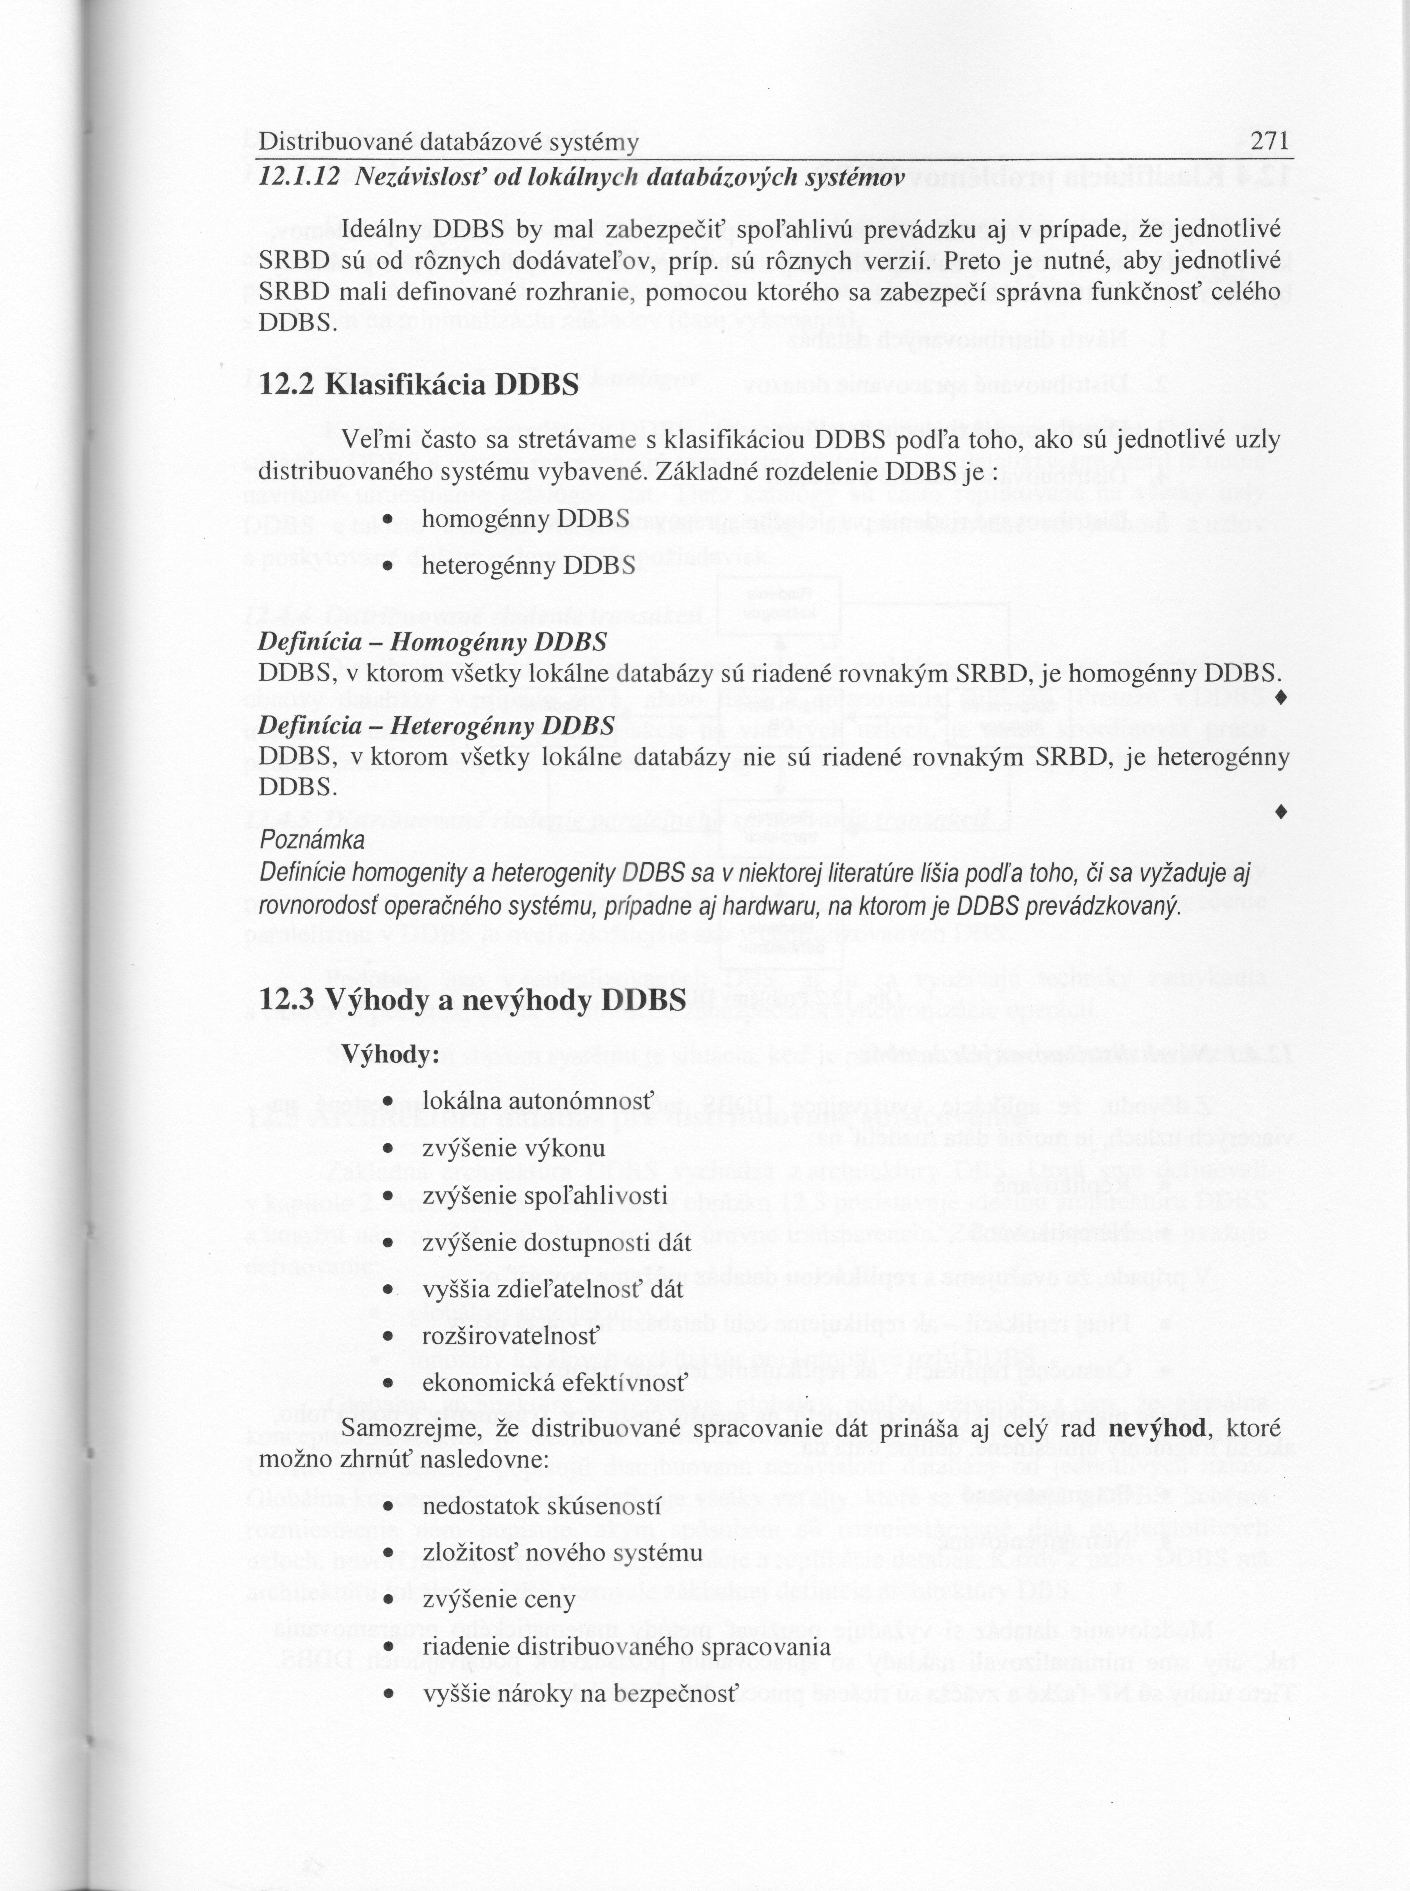 Distribuované databázové systémy 271
12.1.12 Nezávislosť od lokálnych databázových systémov
Ideálny DDBS by mal zabezpečiť spoľahlivú prevádzku aj v prípade, že jednotlivé
SRBD sú od rôznych dodávateľov, príp. sú rôznych verzií. Preto je nutné, aby jednotlivé
SRBD mali definované rozhranie, pomocou ktorého sa zabezpečí správna funkčnosť celého
DDBS.
12.2 Klasifikácia DDBS
Veľmi často sa stretávame s klasifikáciou DDBS podľa toho, ako sú jednotlivé uzly
distribuovaného systému vybavené. Základné rozdelenie DDBS je :
• homogénny DDBS
• heterogénny DDBS
Definícia – Homogénny DDBS
DDBS, v ktorom všetky lokálne databázy sú riadené rovnakým SRBD, je homogénny DDBS.
♦
Definícia – Heterogénny DDBS
DDBS, v ktorom všetky lokálne databázy nie sú riadené rovnakým SRBD, je heterogénny
DDBS.
♦
Poznámka
Definície homogenity a heterogenity DDBS sa v niektorej literatúre líšia podľa toho, či sa vyžaduje aj
rovnorodosť operačného systému, prípadne aj hardwaru, na ktorom je DDBS prevádzkovaný.
12.3 Výhody a nevýhody DDBS
Výhody:
• lokálna autonómnosť
• zvýšenie výkonu
• zvýšenie spoľahlivosti
• zvýšenie dostupnosti dát
• vyššia zdieľatelnosť dát
• rozširovatelnosť
• ekonomická efektívnosť
Samozrejme, že distribuované spracovanie dát prináša aj celý rad nevýhod, ktoré
možno zhrnúť nasledovne:
• nedostatok skúseností
• zložitosť nového systému
• zvýšenie ceny
• riadenie distribuovaného spracovania
• vyššie nároky na bezpečnosť